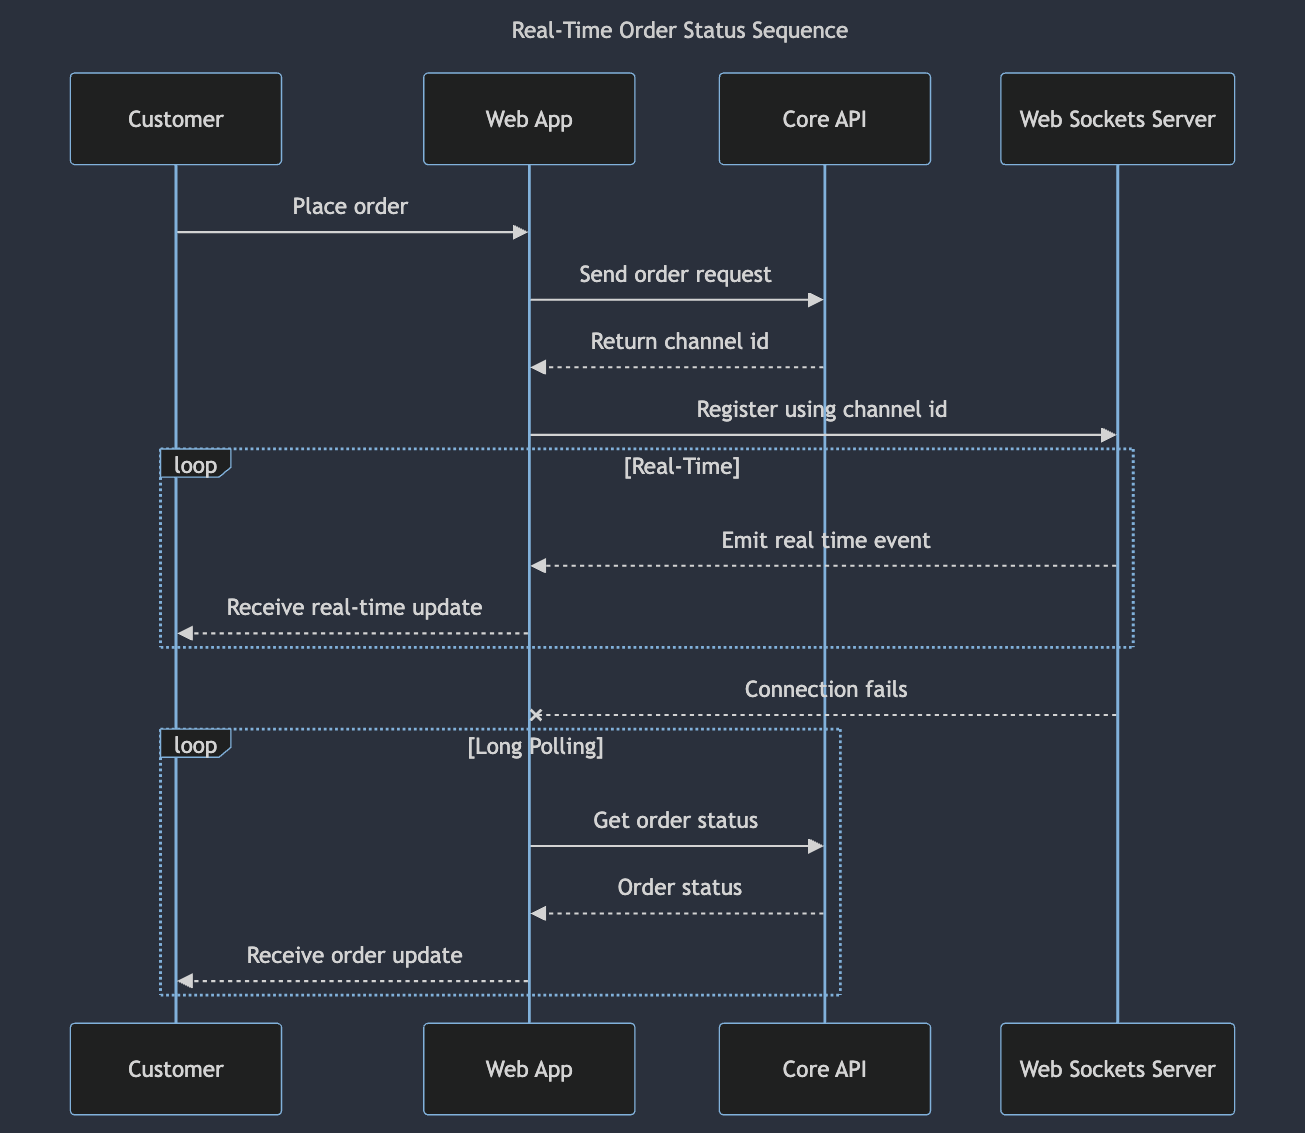 Real-Time Order Status Sequence
Customer
Web App
Core API
Web Sockets Server
Place order
Send order request
Return channel id
Register using channel id
loop
[Real-Time]
Emit real time event
Receive real-time update
Connection fails
loop
[Long Polling]
Get order status
Order status
Receive order update
Customer
Web App
Core API
Web Sockets Server